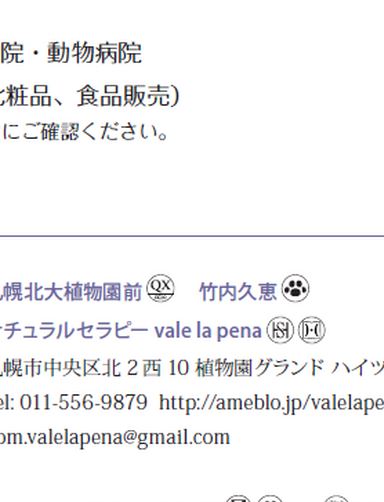 院・動物病院
化粧品、食品販売)
にご確認ください。
札幌北大植物園前 QX 竹内久恵
ナチュラルセラピー vale la pena
札幌市中央区北 2 西 10 植物園グランド ハイツ
el: 011-556-9879 http://ameblo.jp/valelape
om.valelapena@gmail.com